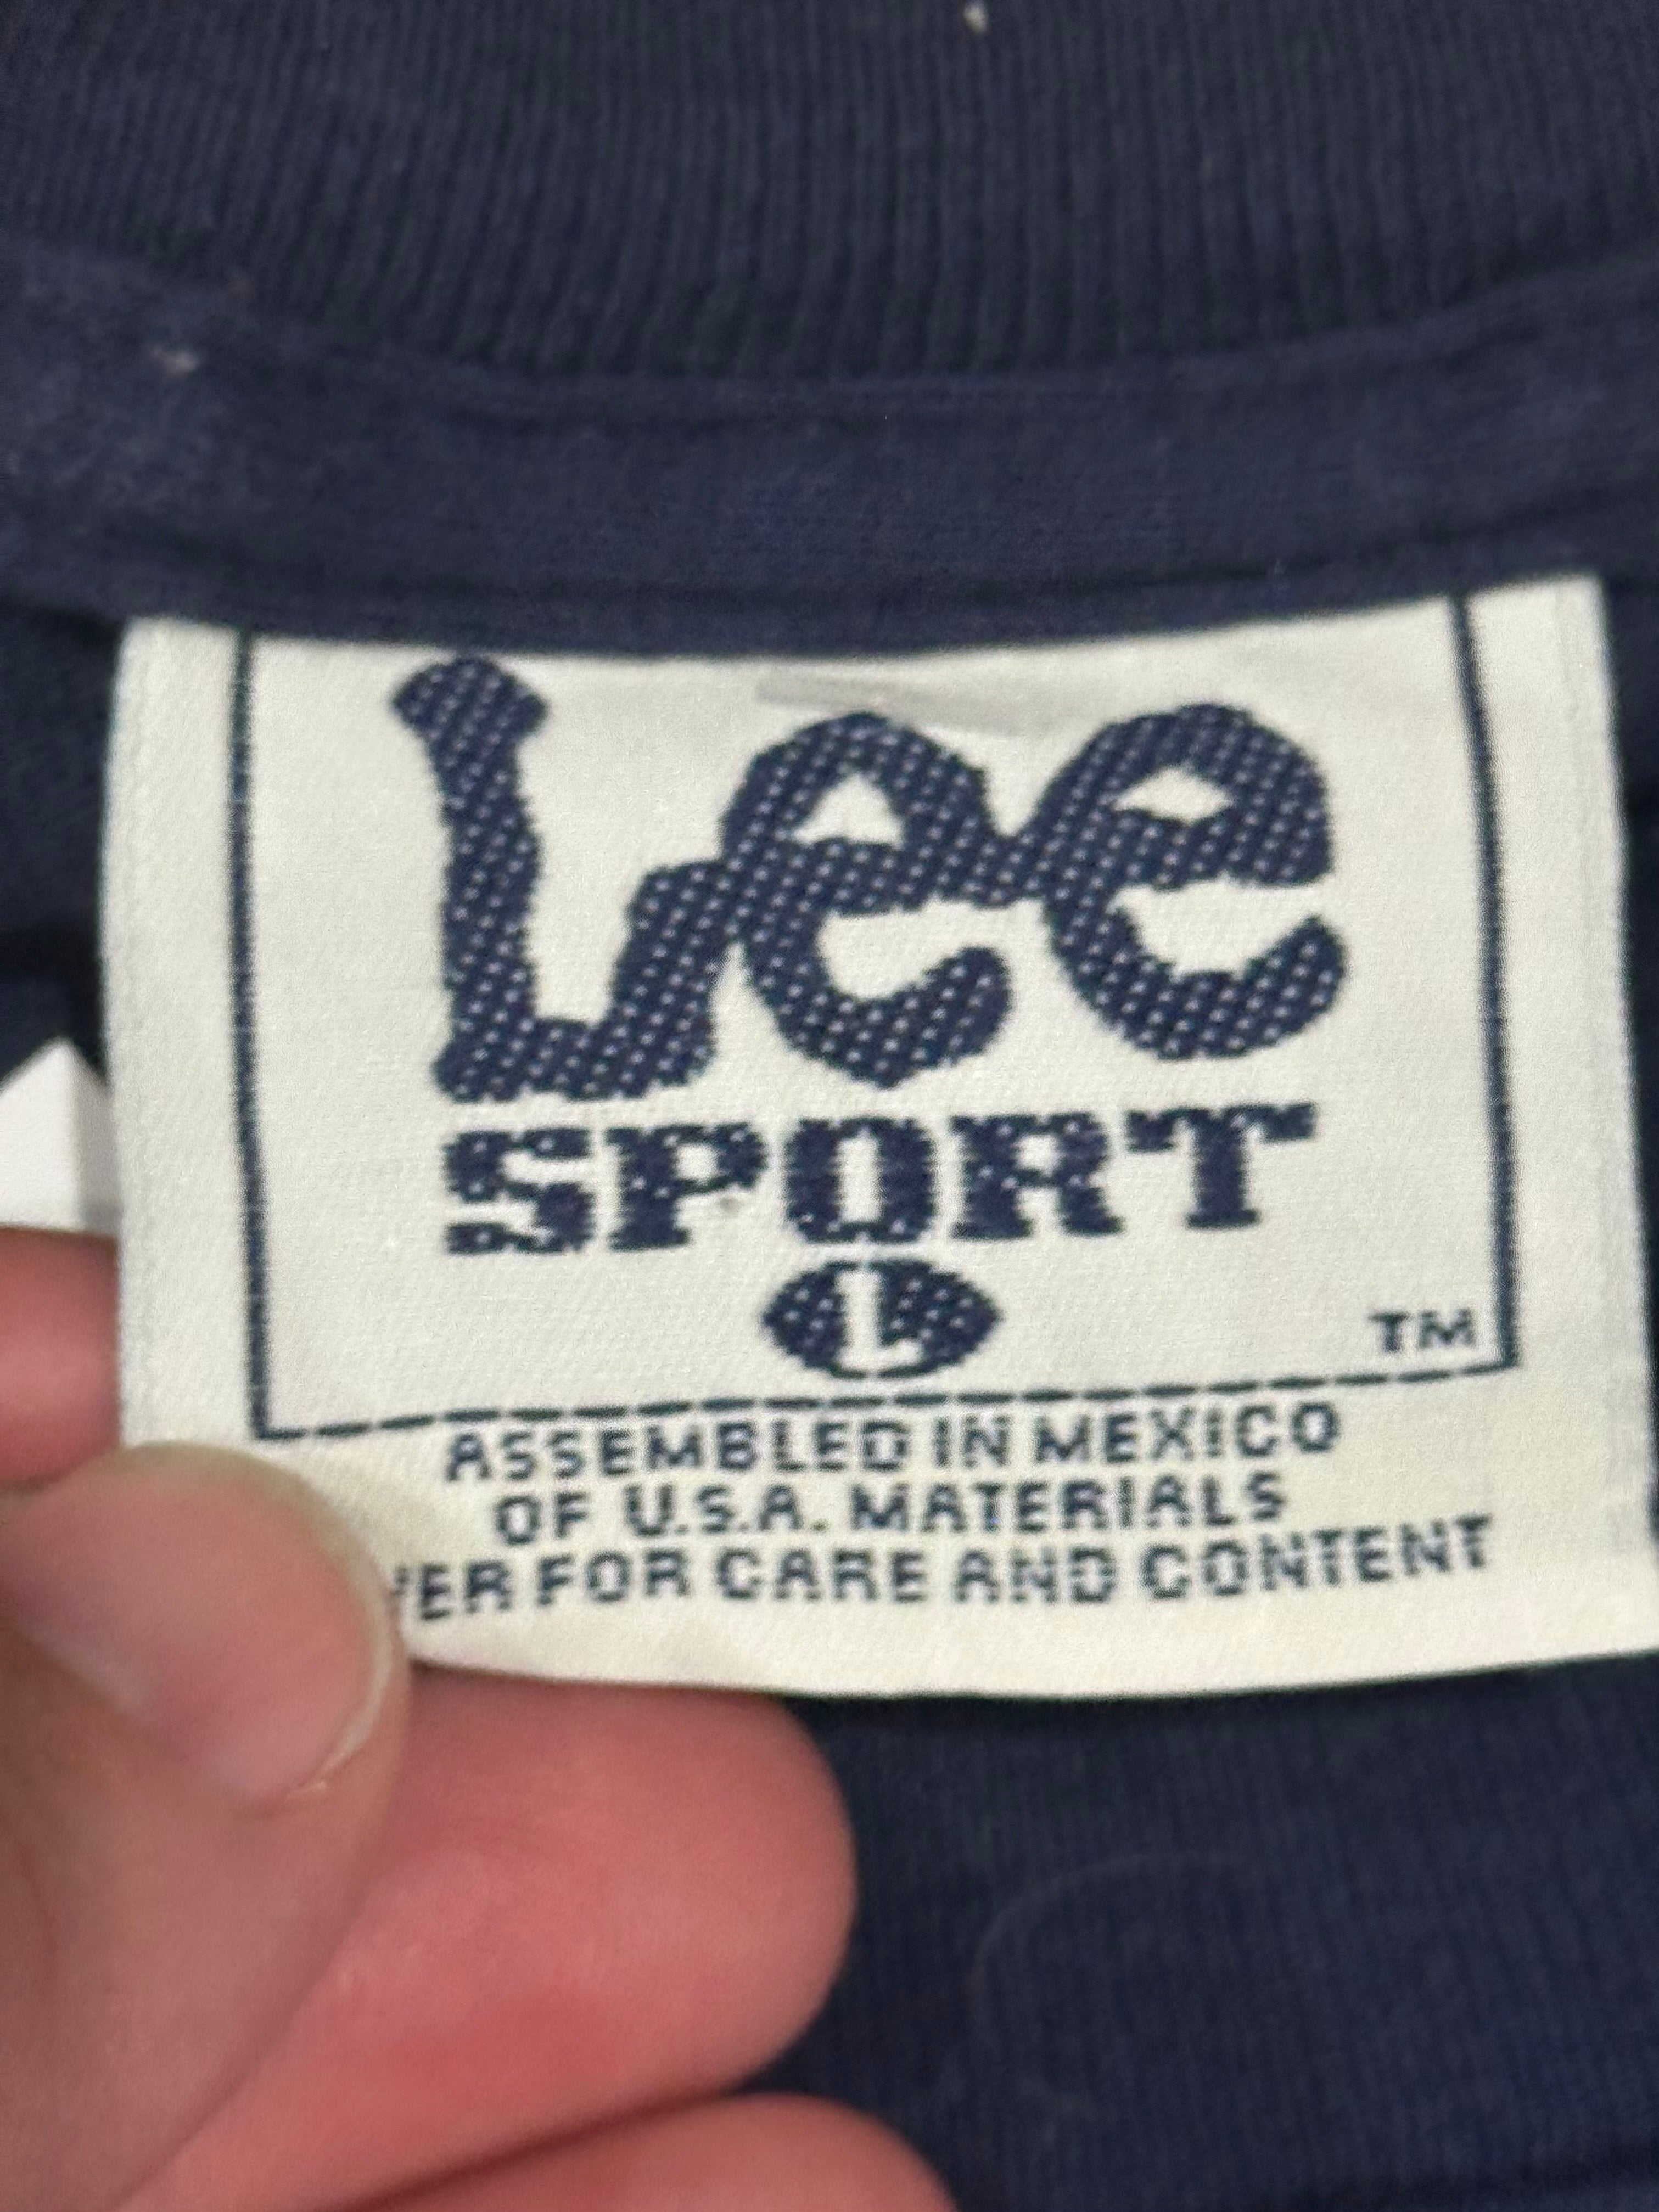 Lee
SPORT
L
TM
ASSEMBLED IN MEXICO
OF U.S.A. MATERIALS
FOR CARE AND CONTENT